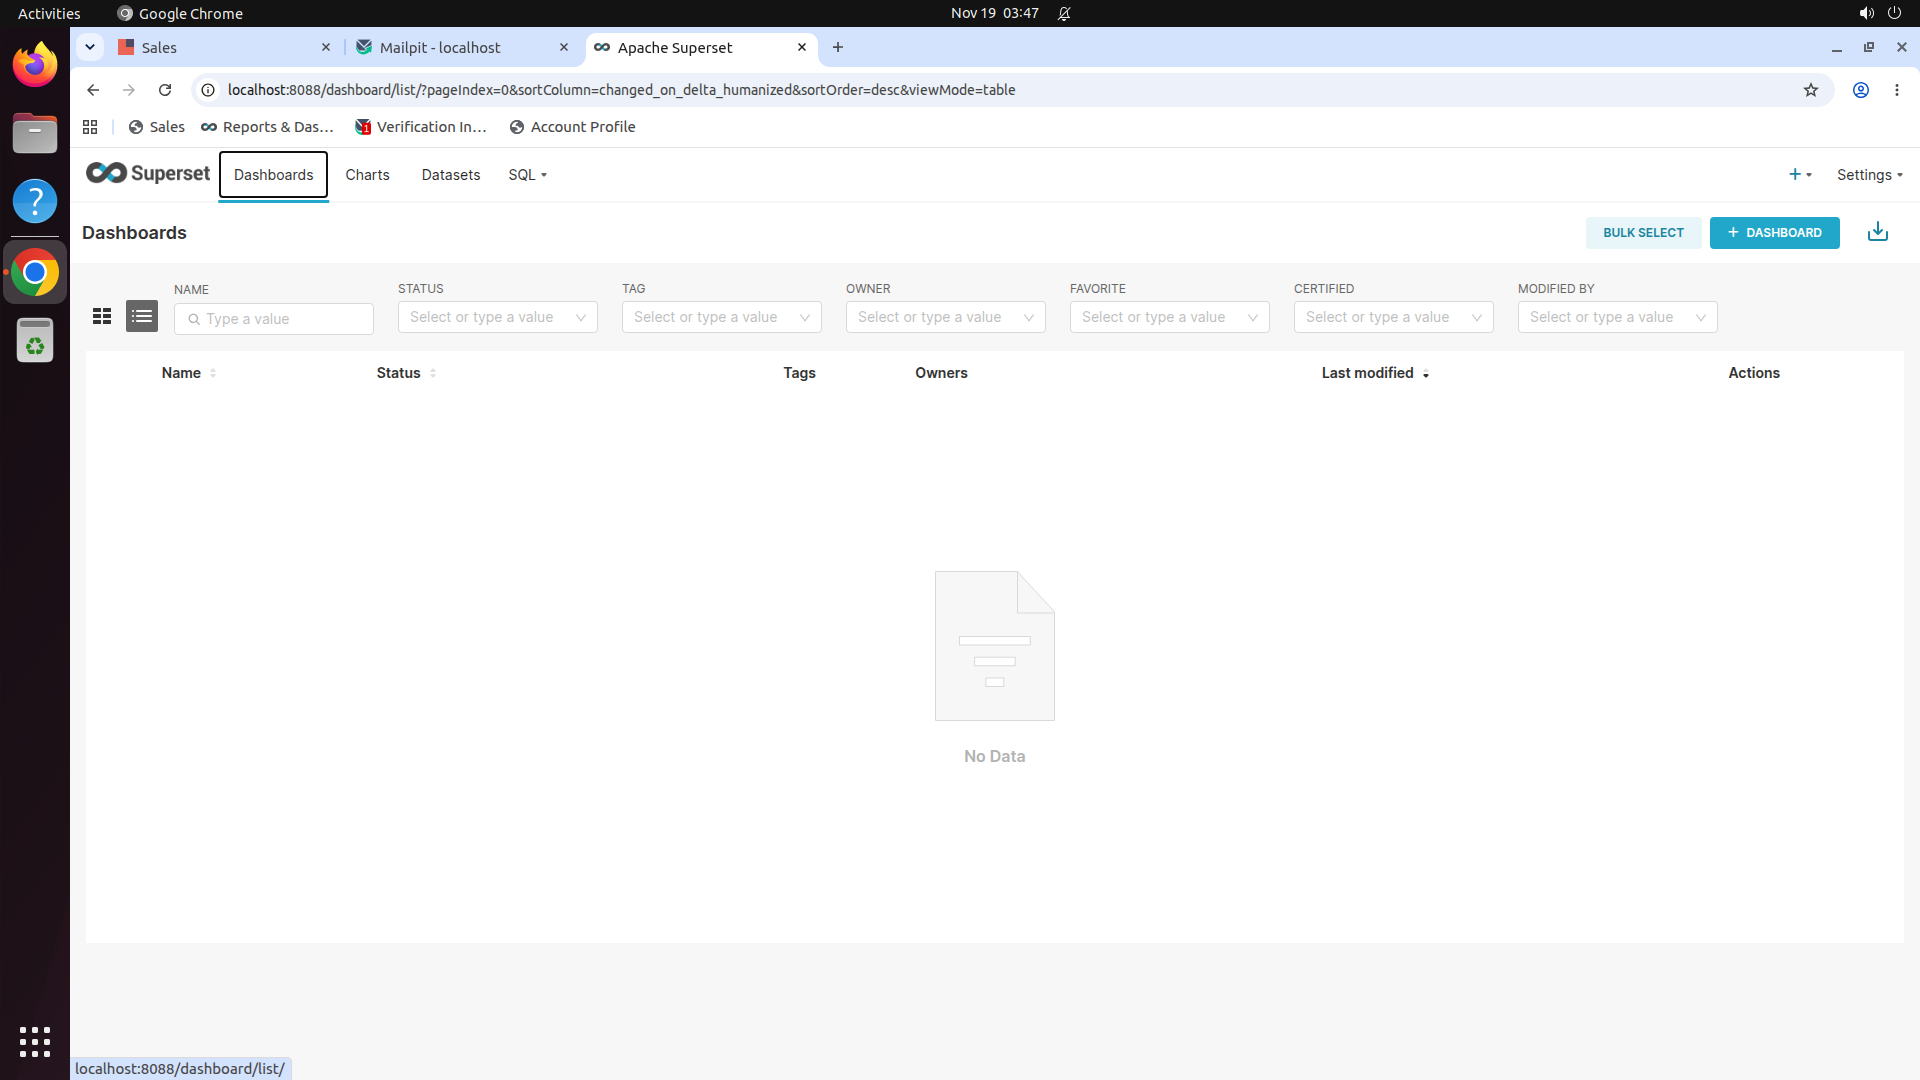 Activities
Google Chrome
Nov 19 03:47
Sales
Mailpit - localhost
Apache Superset
localhost:8088/dashboard/list/?pageIndex=0&sortColumn=changed_on_delta_humanized&sortOrder=desc&viewMode=table
Sales
Reports & Das...
1
Verification In...
Account Profile
Superset
Dashboards
Charts
Datasets
SQL
+
Settings
Dashboards
BULK SELECT
+ DASHBOARD
NAME
Type a value
STATUS
Select or type a value
TAG
Select or type a value
OWNER
Select or type a value
FAVORITE
Select or type a value
CERTIFIED
Select or type a value
MODIFIED BY
Select or type a value
Name
Status
Tags
Owners
Last modified
Actions
No Data
localhost:8088/dashboard/list/